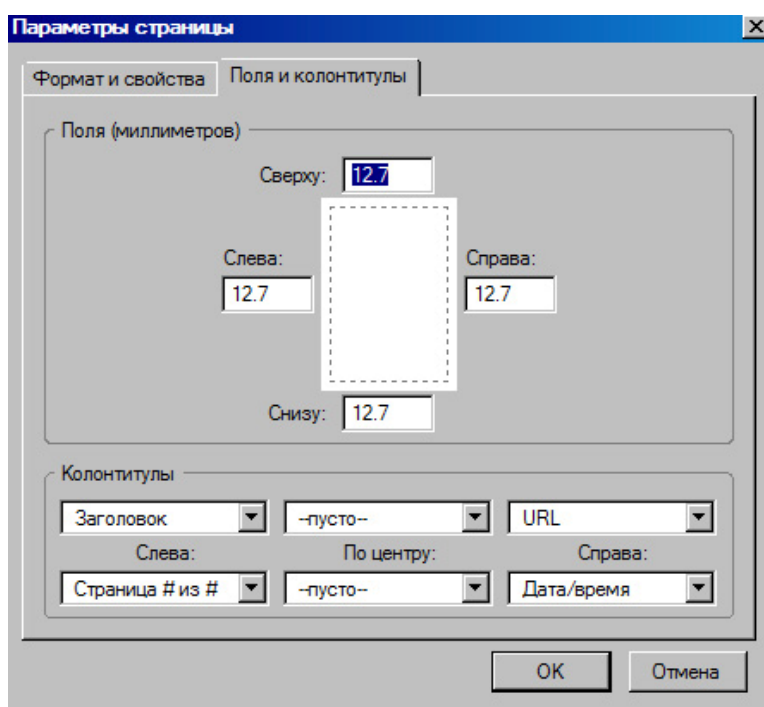 Параметры страницы
Формат и свойства Поля и колонтитулы
Поля (миллиметров)
Сверху: 12.7
Слева: Справа:
12.7 12.7
Снизу: 12.7
Колонтитулы
Заголовок --пусто-- URL
Слева: По центру: Справа:
Страница # из # --пусто-- Дата/время
OK Отмена